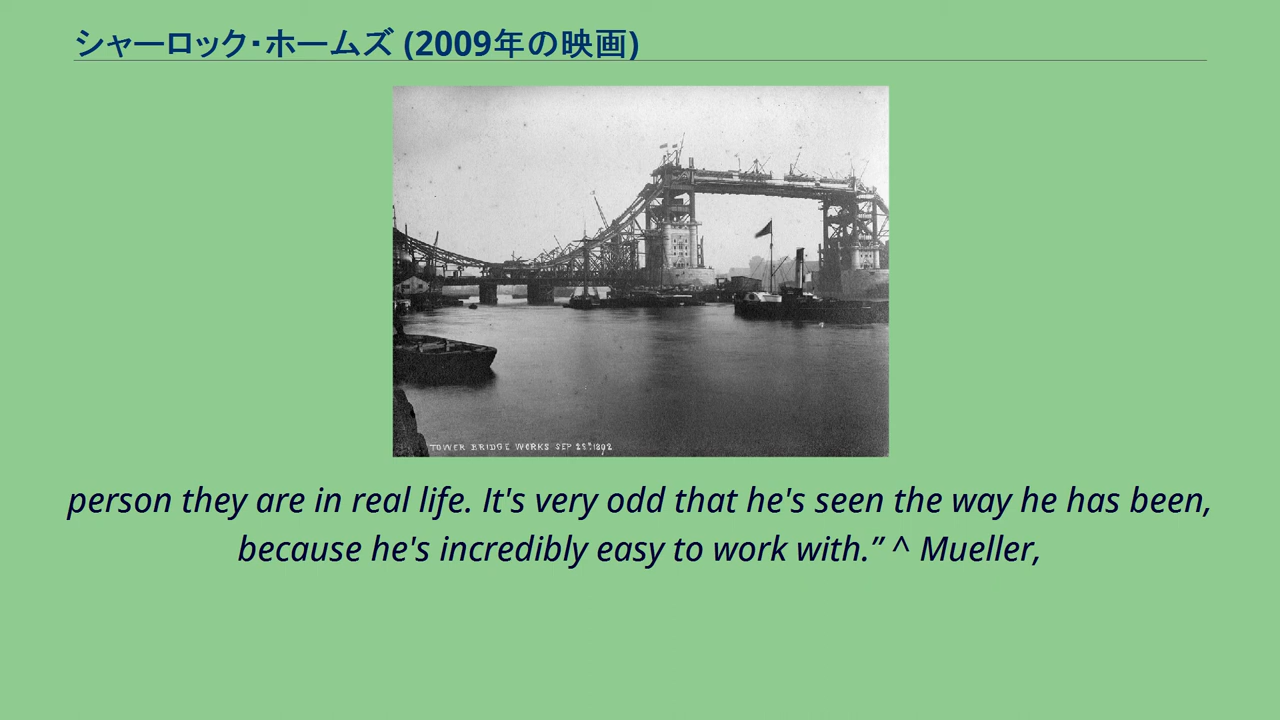 シャーロック・ホームズ (2009年の映画)
TOWER BRIDGE WORKS SEP 28th 1892
person they are in real life. It's very odd that he's seen the way he has been,
because he's incredibly easy to work with.” ^ Mueller,